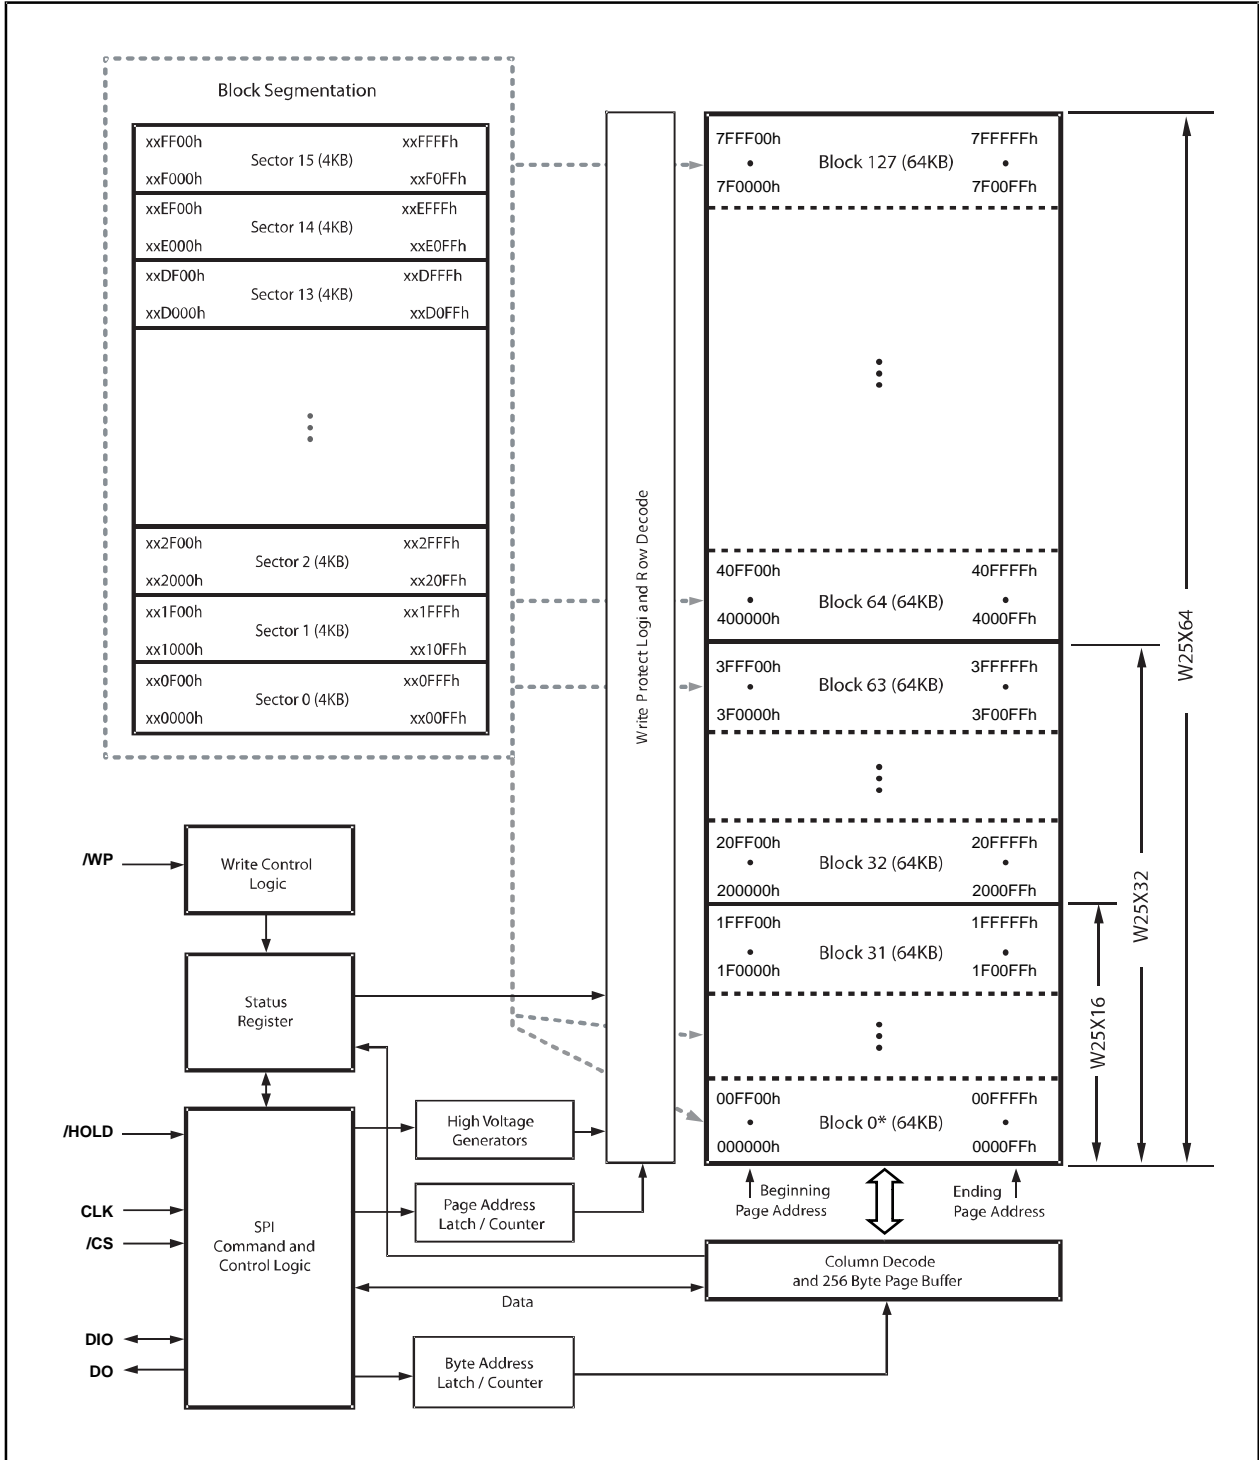 Block Segmentation
xxFF00h xxFFFFh
Sector 15 (4KB)
xxF000h xxF0FFh
xxEF00h xxEFFFh
Sector 14 (4KB)
xxE000h xxE0FFh
xxDF00h xxDFFFh
Sector 13 (4KB)
xxD000h xxD0FFh
xx2F00h xx2FFFh
Sector 2 (4KB)
xx2000h xx20FFh
xx1F00h xx1FFFh
Sector 1 (4KB)
xx1000h xx10FFh
xx0F00h xx0FFFh
Sector 0 (4KB)
xx0000h xx00FFh
Write Protect Logi and Row Decode
7FFF00h 7FFFFFh
Block 127 (64KB)
7F0000h 7F00FFh
40FF00h 40FFFFh
Block 64 (64KB)
400000h 4000FFh
3FFF00h 3FFFFFh
Block 63 (64KB)
3F0000h 3F00FFh
20FF00h 20FFFFh
Block 32 (64KB)
200000h 2000FFh
1FFF00h 1FFFFFh
Block 31 (64KB)
1F0000h 1F00FFh
00FF00h 00FFFFh
Block 0* (64KB)
000000h 0000FFh
W25X16
W25X32
W25X64
Beginning
Page Address
Ending
Page Address
/WP
Write Control
Logic
Status
Register
/HOLD
CLK
/CS
DIO
DO
SPI
Command and
Control Logic
High Voltage
Generators
Page Address
Latch / Counter
Column Decode
and 256 Byte Page Buffer
Data
Byte Address
Latch / Counter